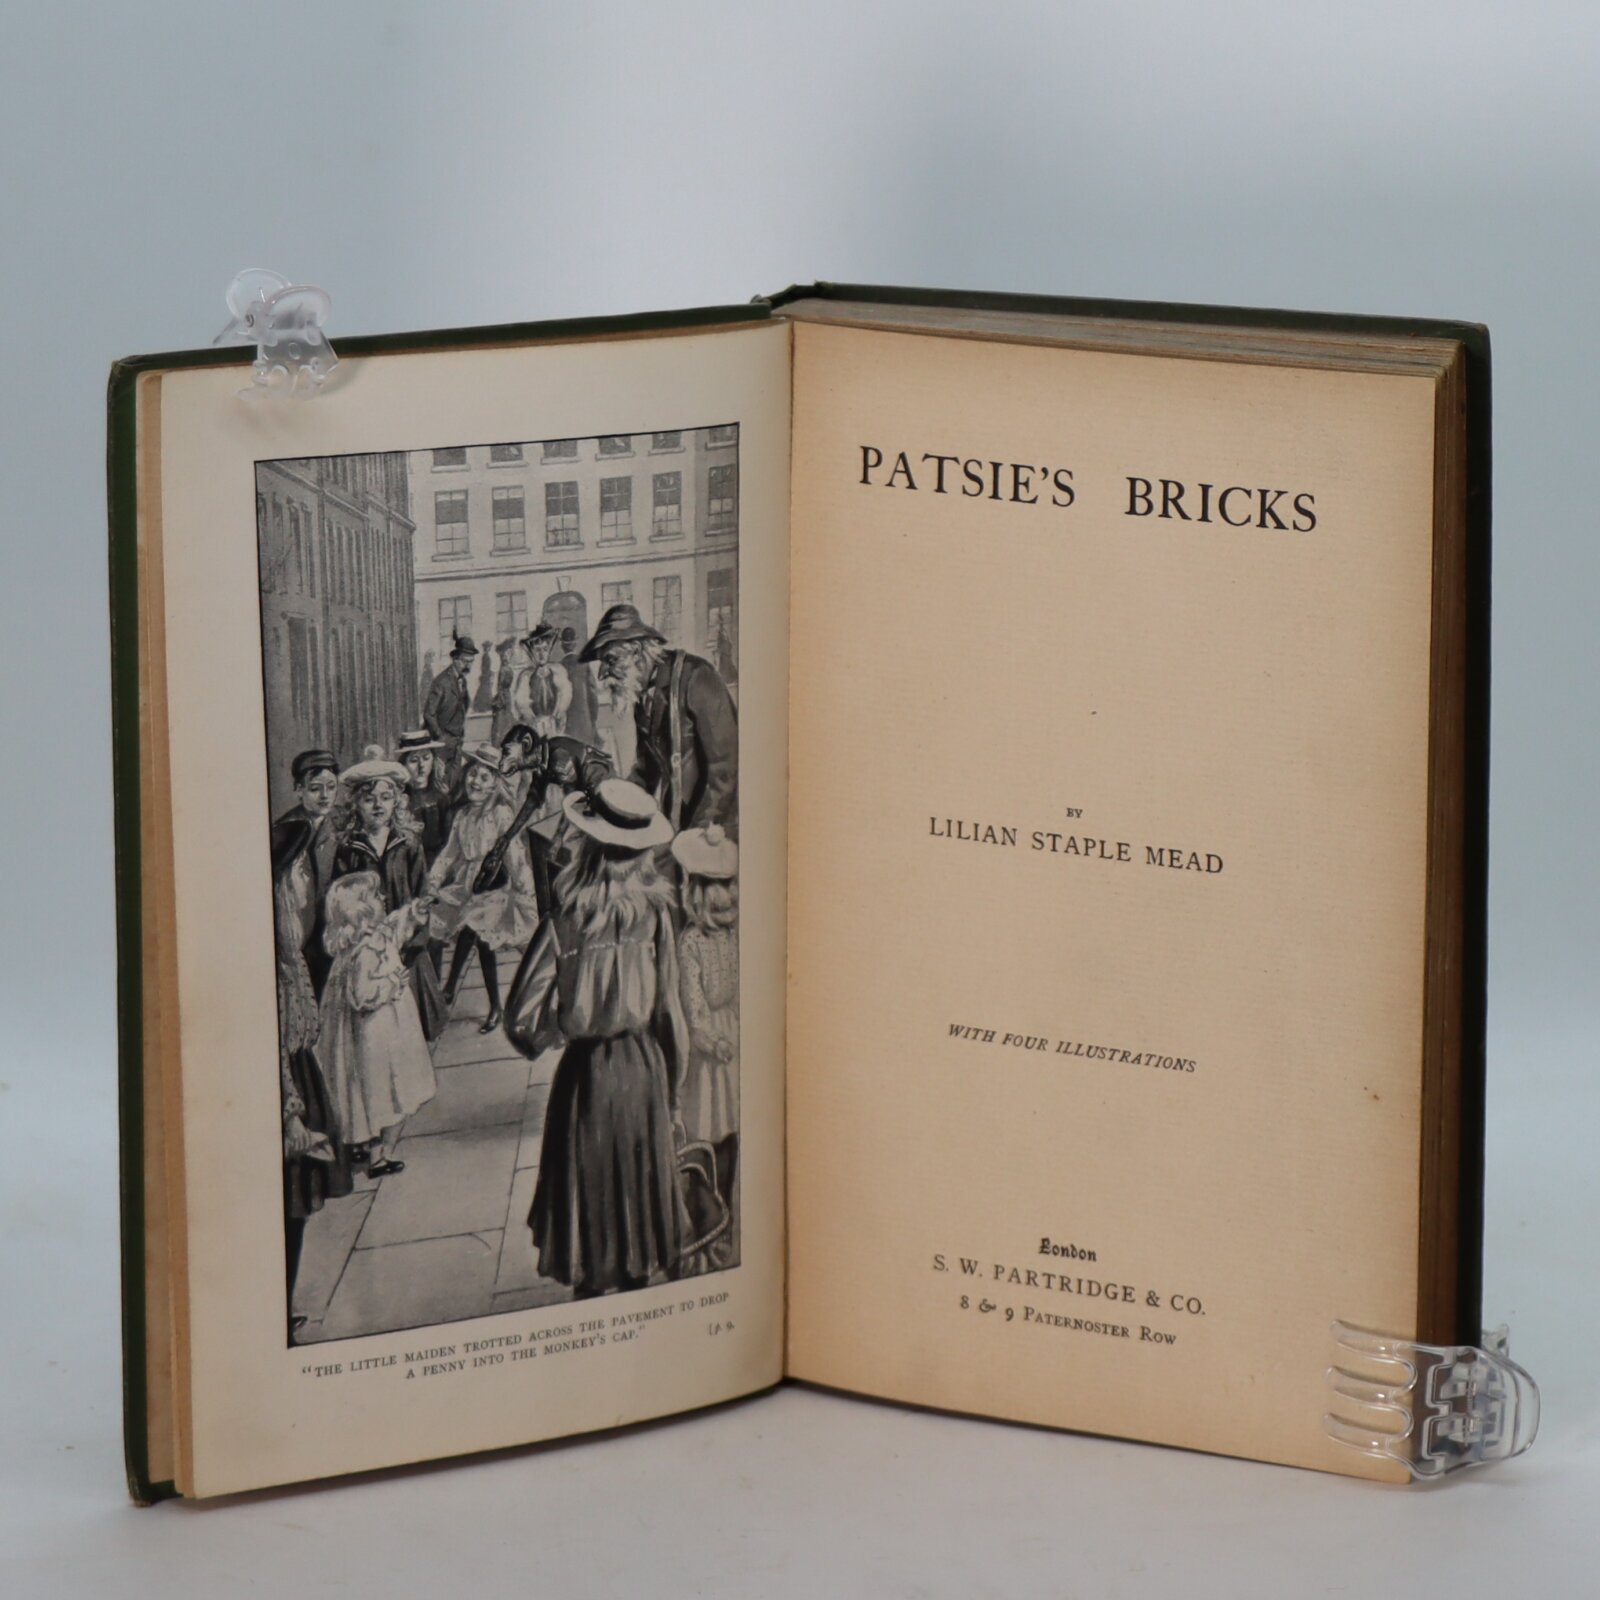 "THE LITTLE MAIDEN TROTTED ACROSS THE PAVEMENT TO DROP
A PENNY INTO THE MONKEY'S CAP."
[p. 9.
PATSIE'S BRICKS
BY
LILIAN STAPLE MEAD
WITH FOUR ILLUSTRATIONS
London
S. W. PARTRIDGE & CO.
8 & 9 PATERNOSTER ROW